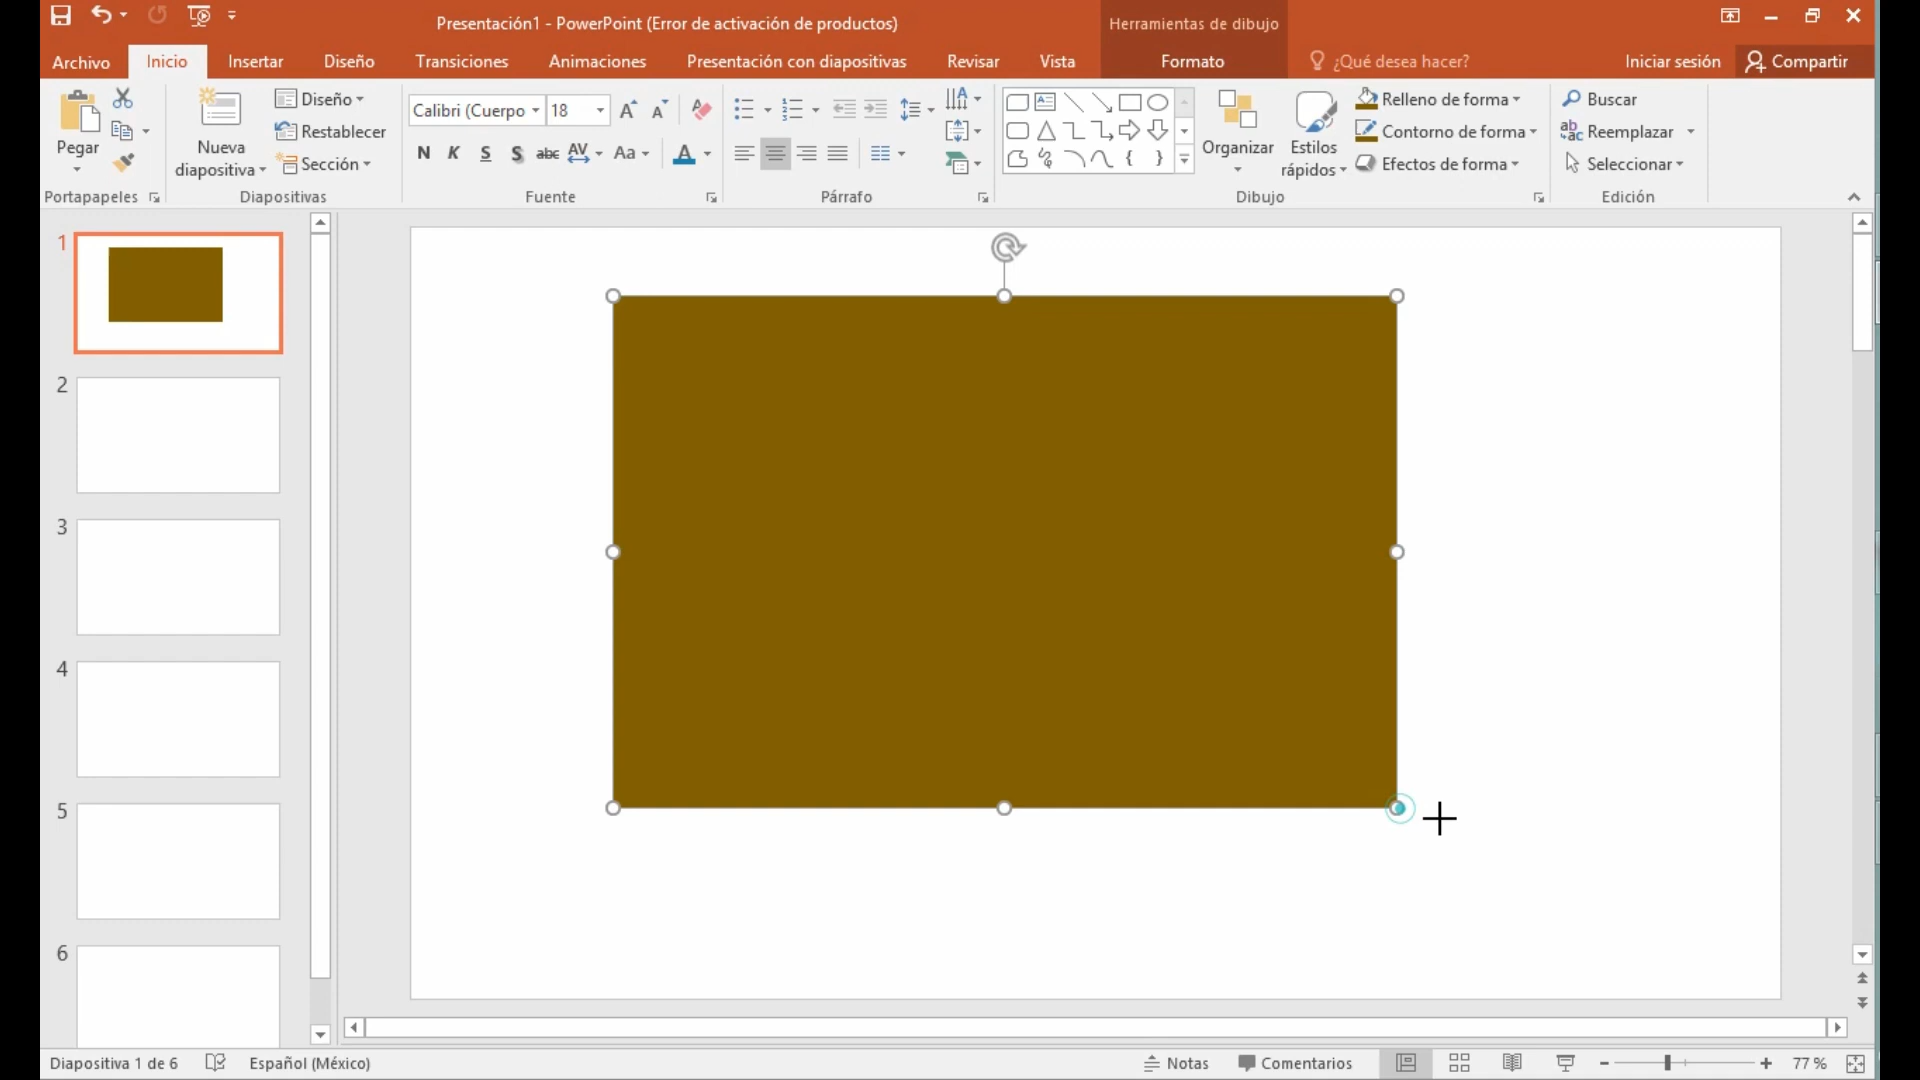 Presentación1 - PowerPoint (Error de activación de productos)
Herramientas de dibujo
Archivo Inicio Insertar Diseño Transiciones Animaciones Presentación con diapositivas Revisar Vista Formato ¿Qué desea hacer? Iniciar sesión Compartir
Pegar
Nueva diapositiva
Diseño
Restablecer
Sección
Calibri (Cuerpo 18
N K S S abc AV Aa A
Organizar
Estilos rápidos
Relleno de forma
Contorno de forma
Efectos de forma
Buscar
Reemplazar
Seleccionar
Portapapeles Diapositivas Fuente Párrafo Dibujo Edición
1
2
3
4
5
6
Diapositiva 1 de 6 Español (México) Notas Comentarios 77 %